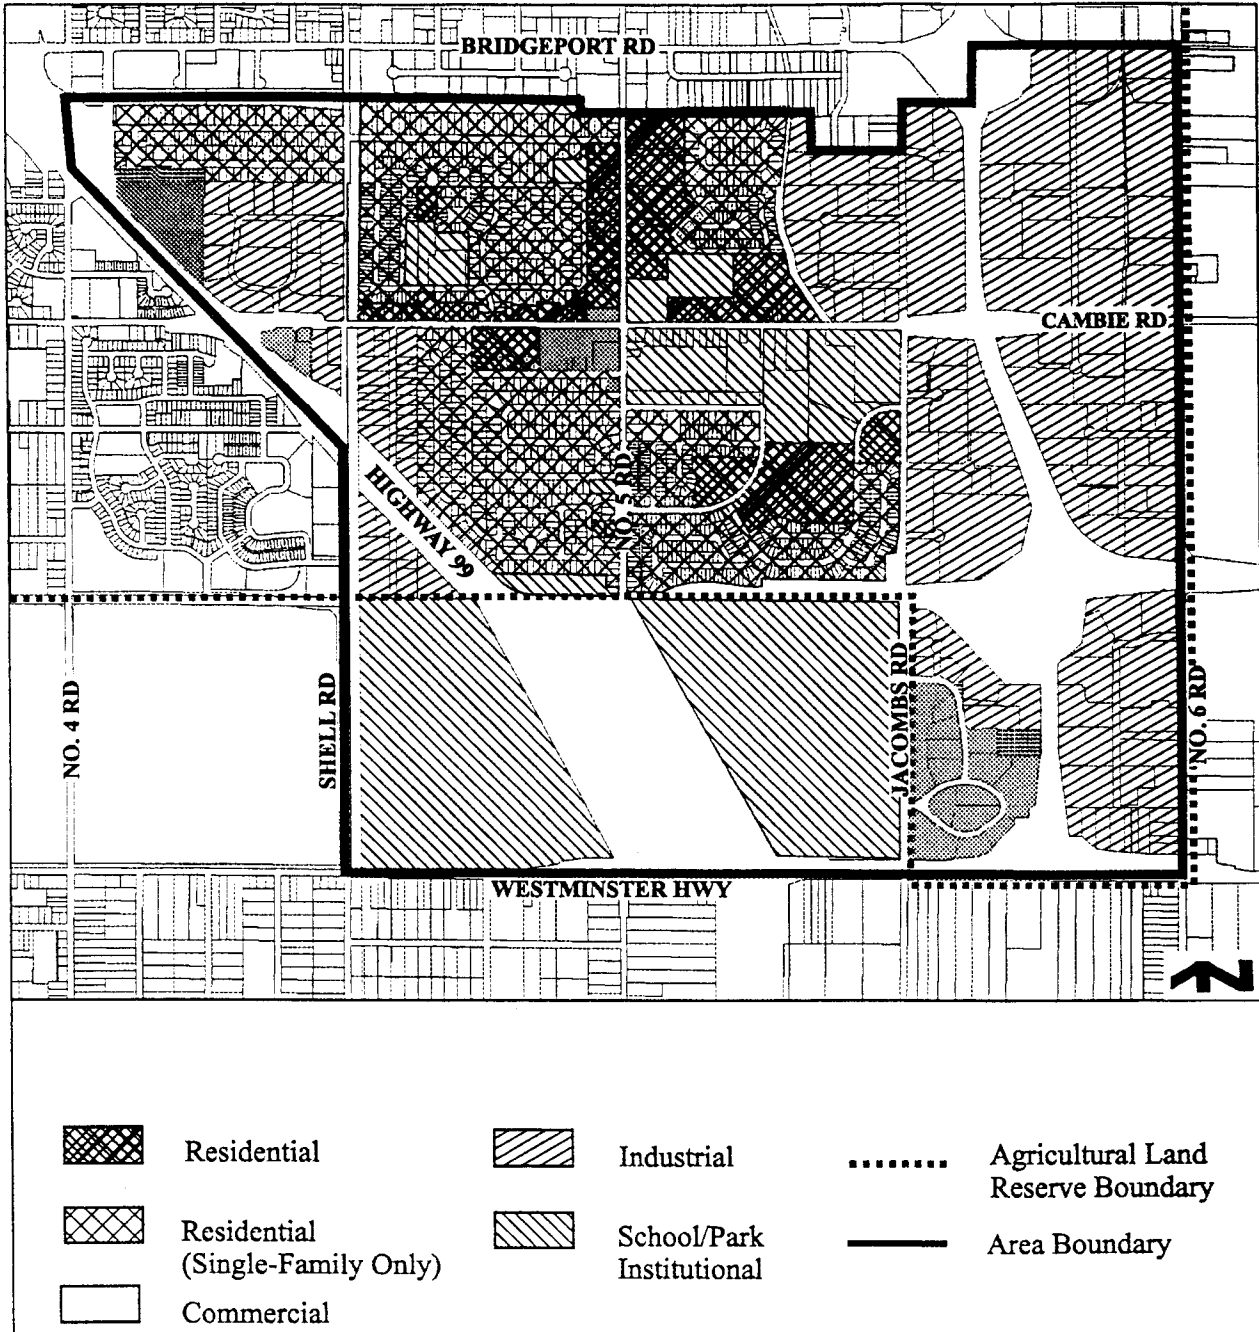 BRIDGEPORT RD
CAMBIE RD
NO. 5 RD
HIGHWAY 99
NO. 4 RD
SHELL RD
JACOMBS RD
NO. 6 RD
WESTMINSTER HWY
N
Residential
Residential
(Single-Family Only)
Commercial
Industrial
School/Park
Institutional
Agricultural Land
Reserve Boundary
Area Boundary